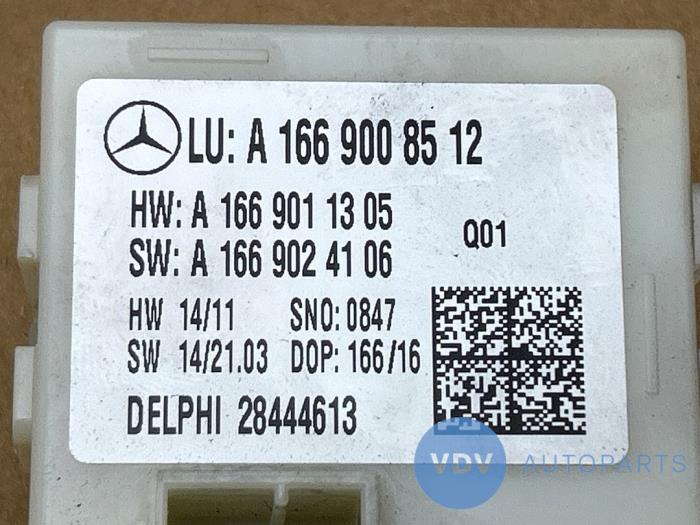 LU: A 166 900 85 12
HW: A 166 901 13 05
SW: A 166 902 41 06
Q01
HW 14/11 SNO: 0847
SW 14/21.03 DOP: 166/16
DELPHI 28444613
VDV AUTOPARTS